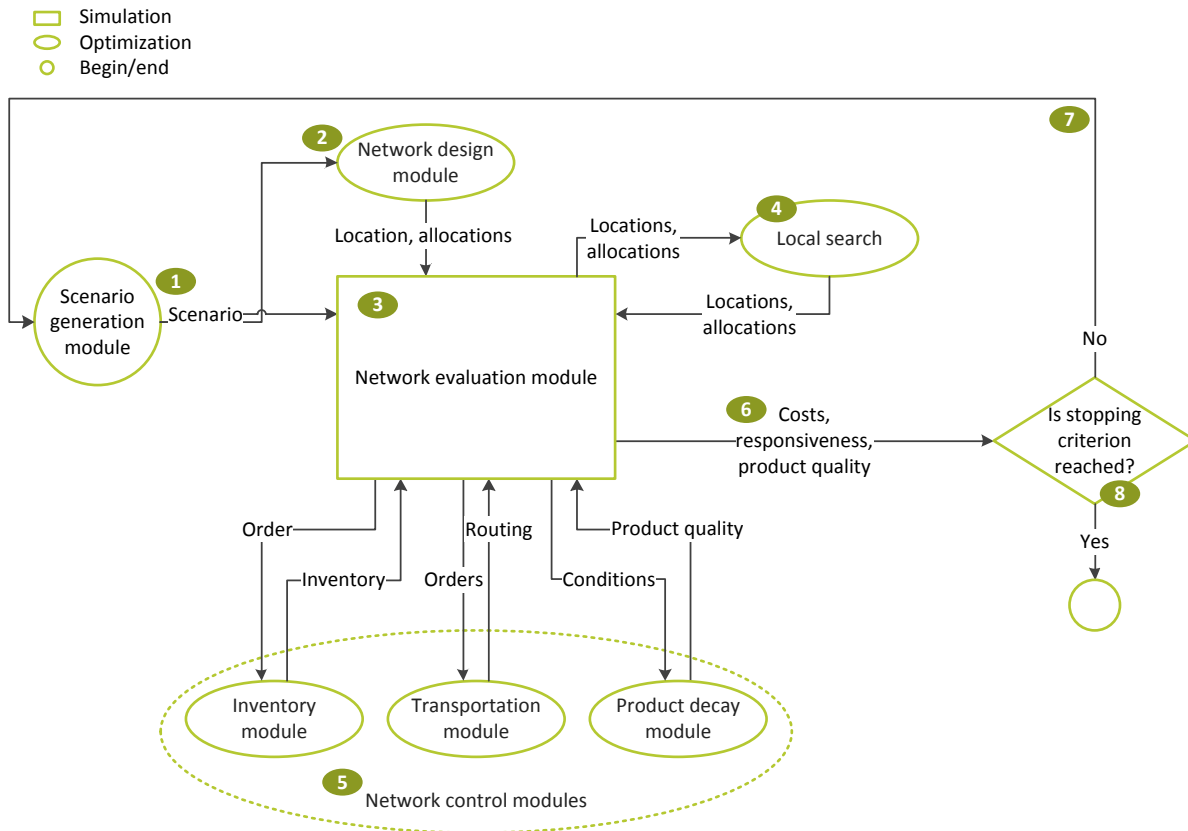 Simulation
Optimization
Begin/end
7
2
Network design
module
4
Local search
Locations,
allocations
Location, allocations
1
Scenario
generation
module
Scenario
3
Locations,
allocations
Network evaluation module
No
6
Costs,
responsiveness,
product quality
Is stopping
criterion
reached?
8
Yes
Order
Routing
Product quality
Inventory
Orders
Conditions
Inventory
module
Transportation
module
Product decay
module
5
Network control modules